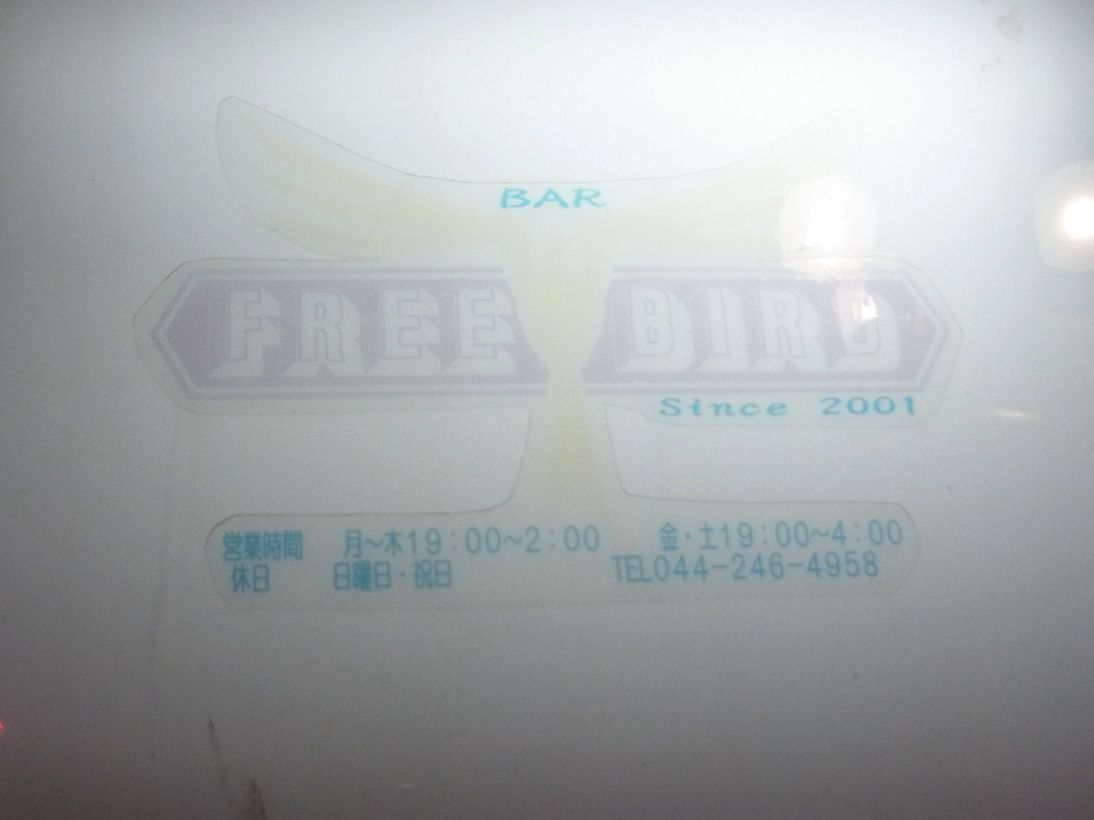 BAR
FREE BIRD
Since 2001
営業時間 月~木19:00~2:00 金・土19:00~4:00
休日 日曜日・祝日 TEL044-246-4958